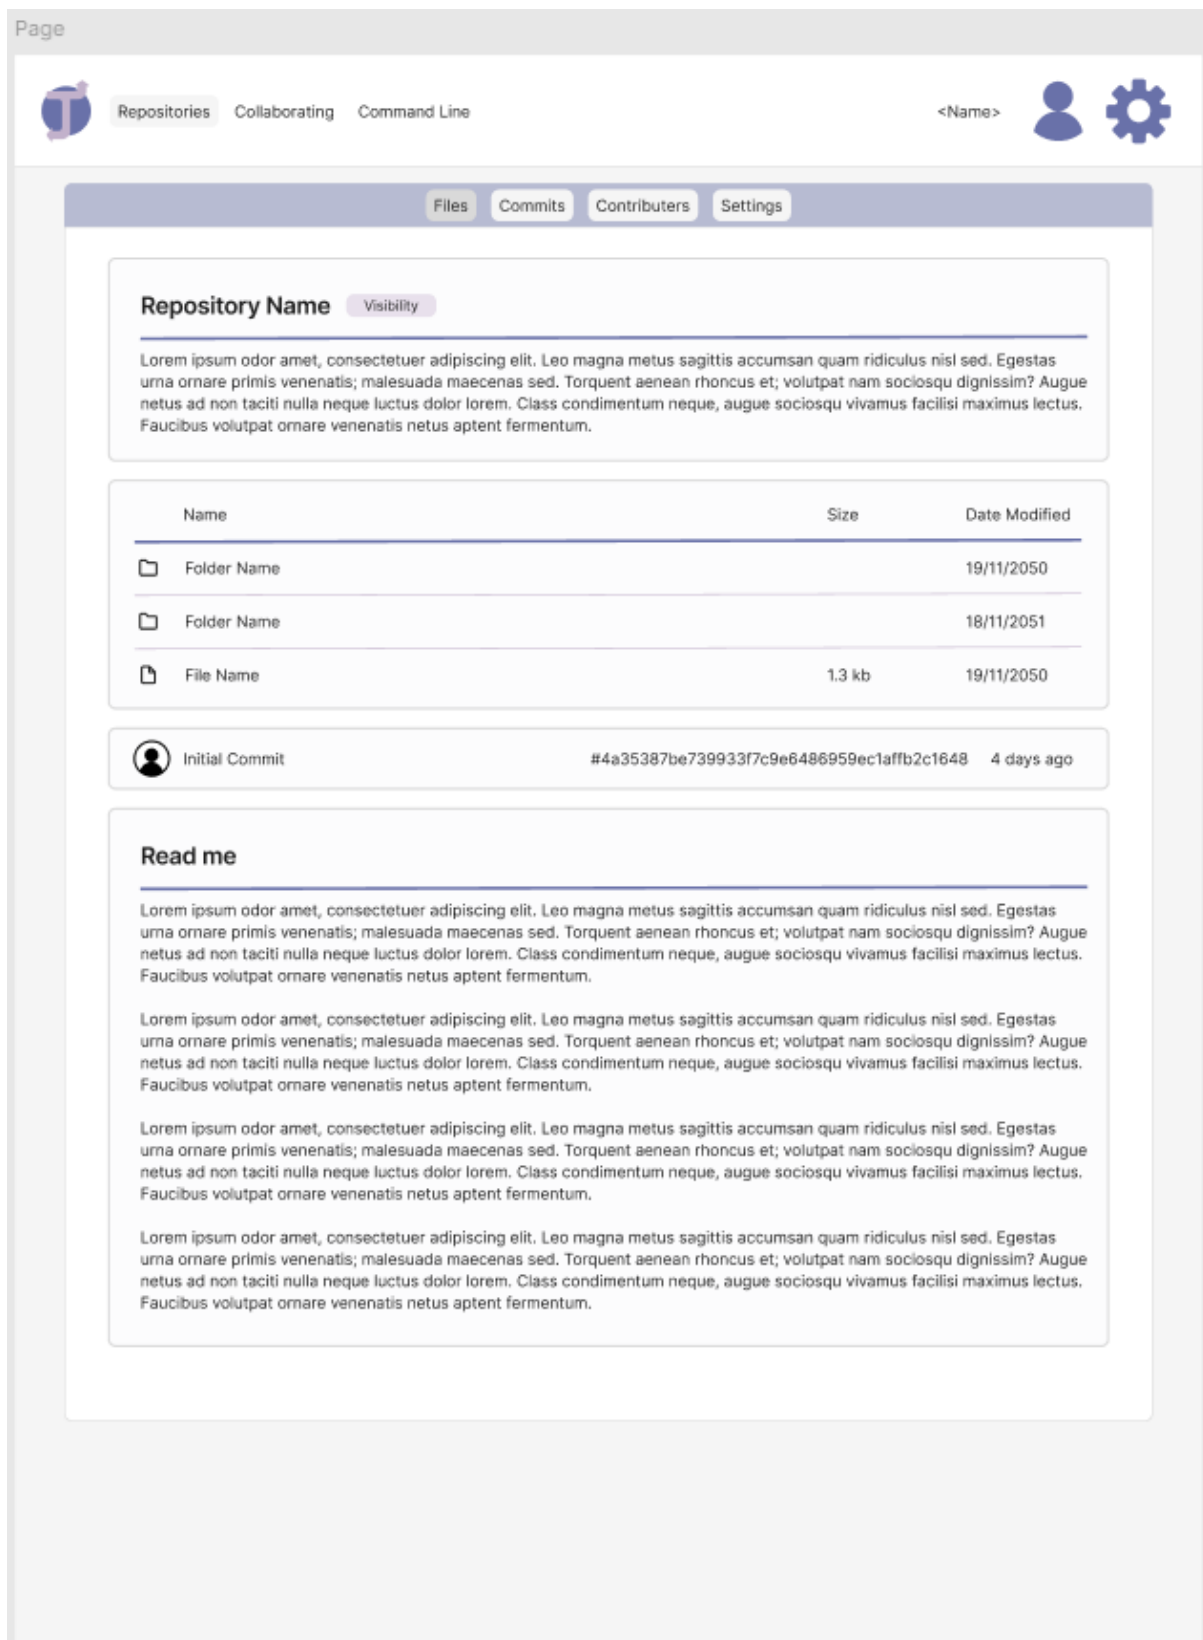 Page
Repositories Collaborating Command Line <Name>
Files Commits Contributers Settings
Repository Name Visibility
Lorem ipsum odor amet, consectetuer adipiscing elit. Leo magna metus sagittis accumsan quam ridiculus nisl sed. Egestas
urna ornare primis venenatis; malesuada maecenas sed. Torquent aenean rhoncus et; volutpat nam sociosqu dignissim? Augue
netus ad non taciti nulla neque luctus dolor lorem. Class condimentum neque, augue sociosqu vivamus facilisi maximus lectus.
Faucibus volutpat ornare venenatis netus aptent fermentum.
Name Size Date Modified
Folder Name 19/11/2050
Folder Name 18/11/2051
File Name 1.3 kb 19/11/2050
Initial Commit #4a35387be739933f7c9e6486959ec1affb2c1648 4 days ago
Read me
Lorem ipsum odor amet, consectetuer adipiscing elit. Leo magna metus sagittis accumsan quam ridiculus nisl sed. Egestas
urna ornare primis venenatis; malesuada maecenas sed. Torquent aenean rhoncus et; volutpat nam sociosqu dignissim? Augue
netus ad non taciti nulla neque luctus dolor lorem. Class condimentum neque, augue sociosqu vivamus facilisi maximus lectus.
Faucibus volutpat ornare venenatis netus aptent fermentum.
Lorem ipsum odor amet, consectetuer adipiscing elit. Leo magna metus sagittis accumsan quam ridiculus nisl sed. Egestas
urna ornare primis venenatis; malesuada maecenas sed. Torquent aenean rhoncus et; volutpat nam sociosqu dignissim? Augue
netus ad non taciti nulla neque luctus dolor lorem. Class condimentum neque, augue sociosqu vivamus facilisi maximus lectus.
Faucibus volutpat ornare venenatis netus aptent fermentum.
Lorem ipsum odor amet, consectetuer adipiscing elit. Leo magna metus sagittis accumsan quam ridiculus nisl sed. Egestas
urna ornare primis venenatis; malesuada maecenas sed. Torquent aenean rhoncus et; volutpat nam sociosqu dignissim? Augue
netus ad non taciti nulla neque luctus dolor lorem. Class condimentum neque, augue sociosqu vivamus facilisi maximus lectus.
Faucibus volutpat ornare venenatis netus aptent fermentum.
Lorem ipsum odor amet, consectetuer adipiscing elit. Leo magna metus sagittis accumsan quam ridiculus nisl sed. Egestas
urna ornare primis venenatis; malesuada maecenas sed. Torquent aenean rhoncus et; volutpat nam sociosqu dignissim? Augue
netus ad non taciti nulla neque luctus dolor lorem. Class condimentum neque, augue sociosqu vivamus facilisi maximus lectus.
Faucibus volutpat ornare venenatis netus aptent fermentum.